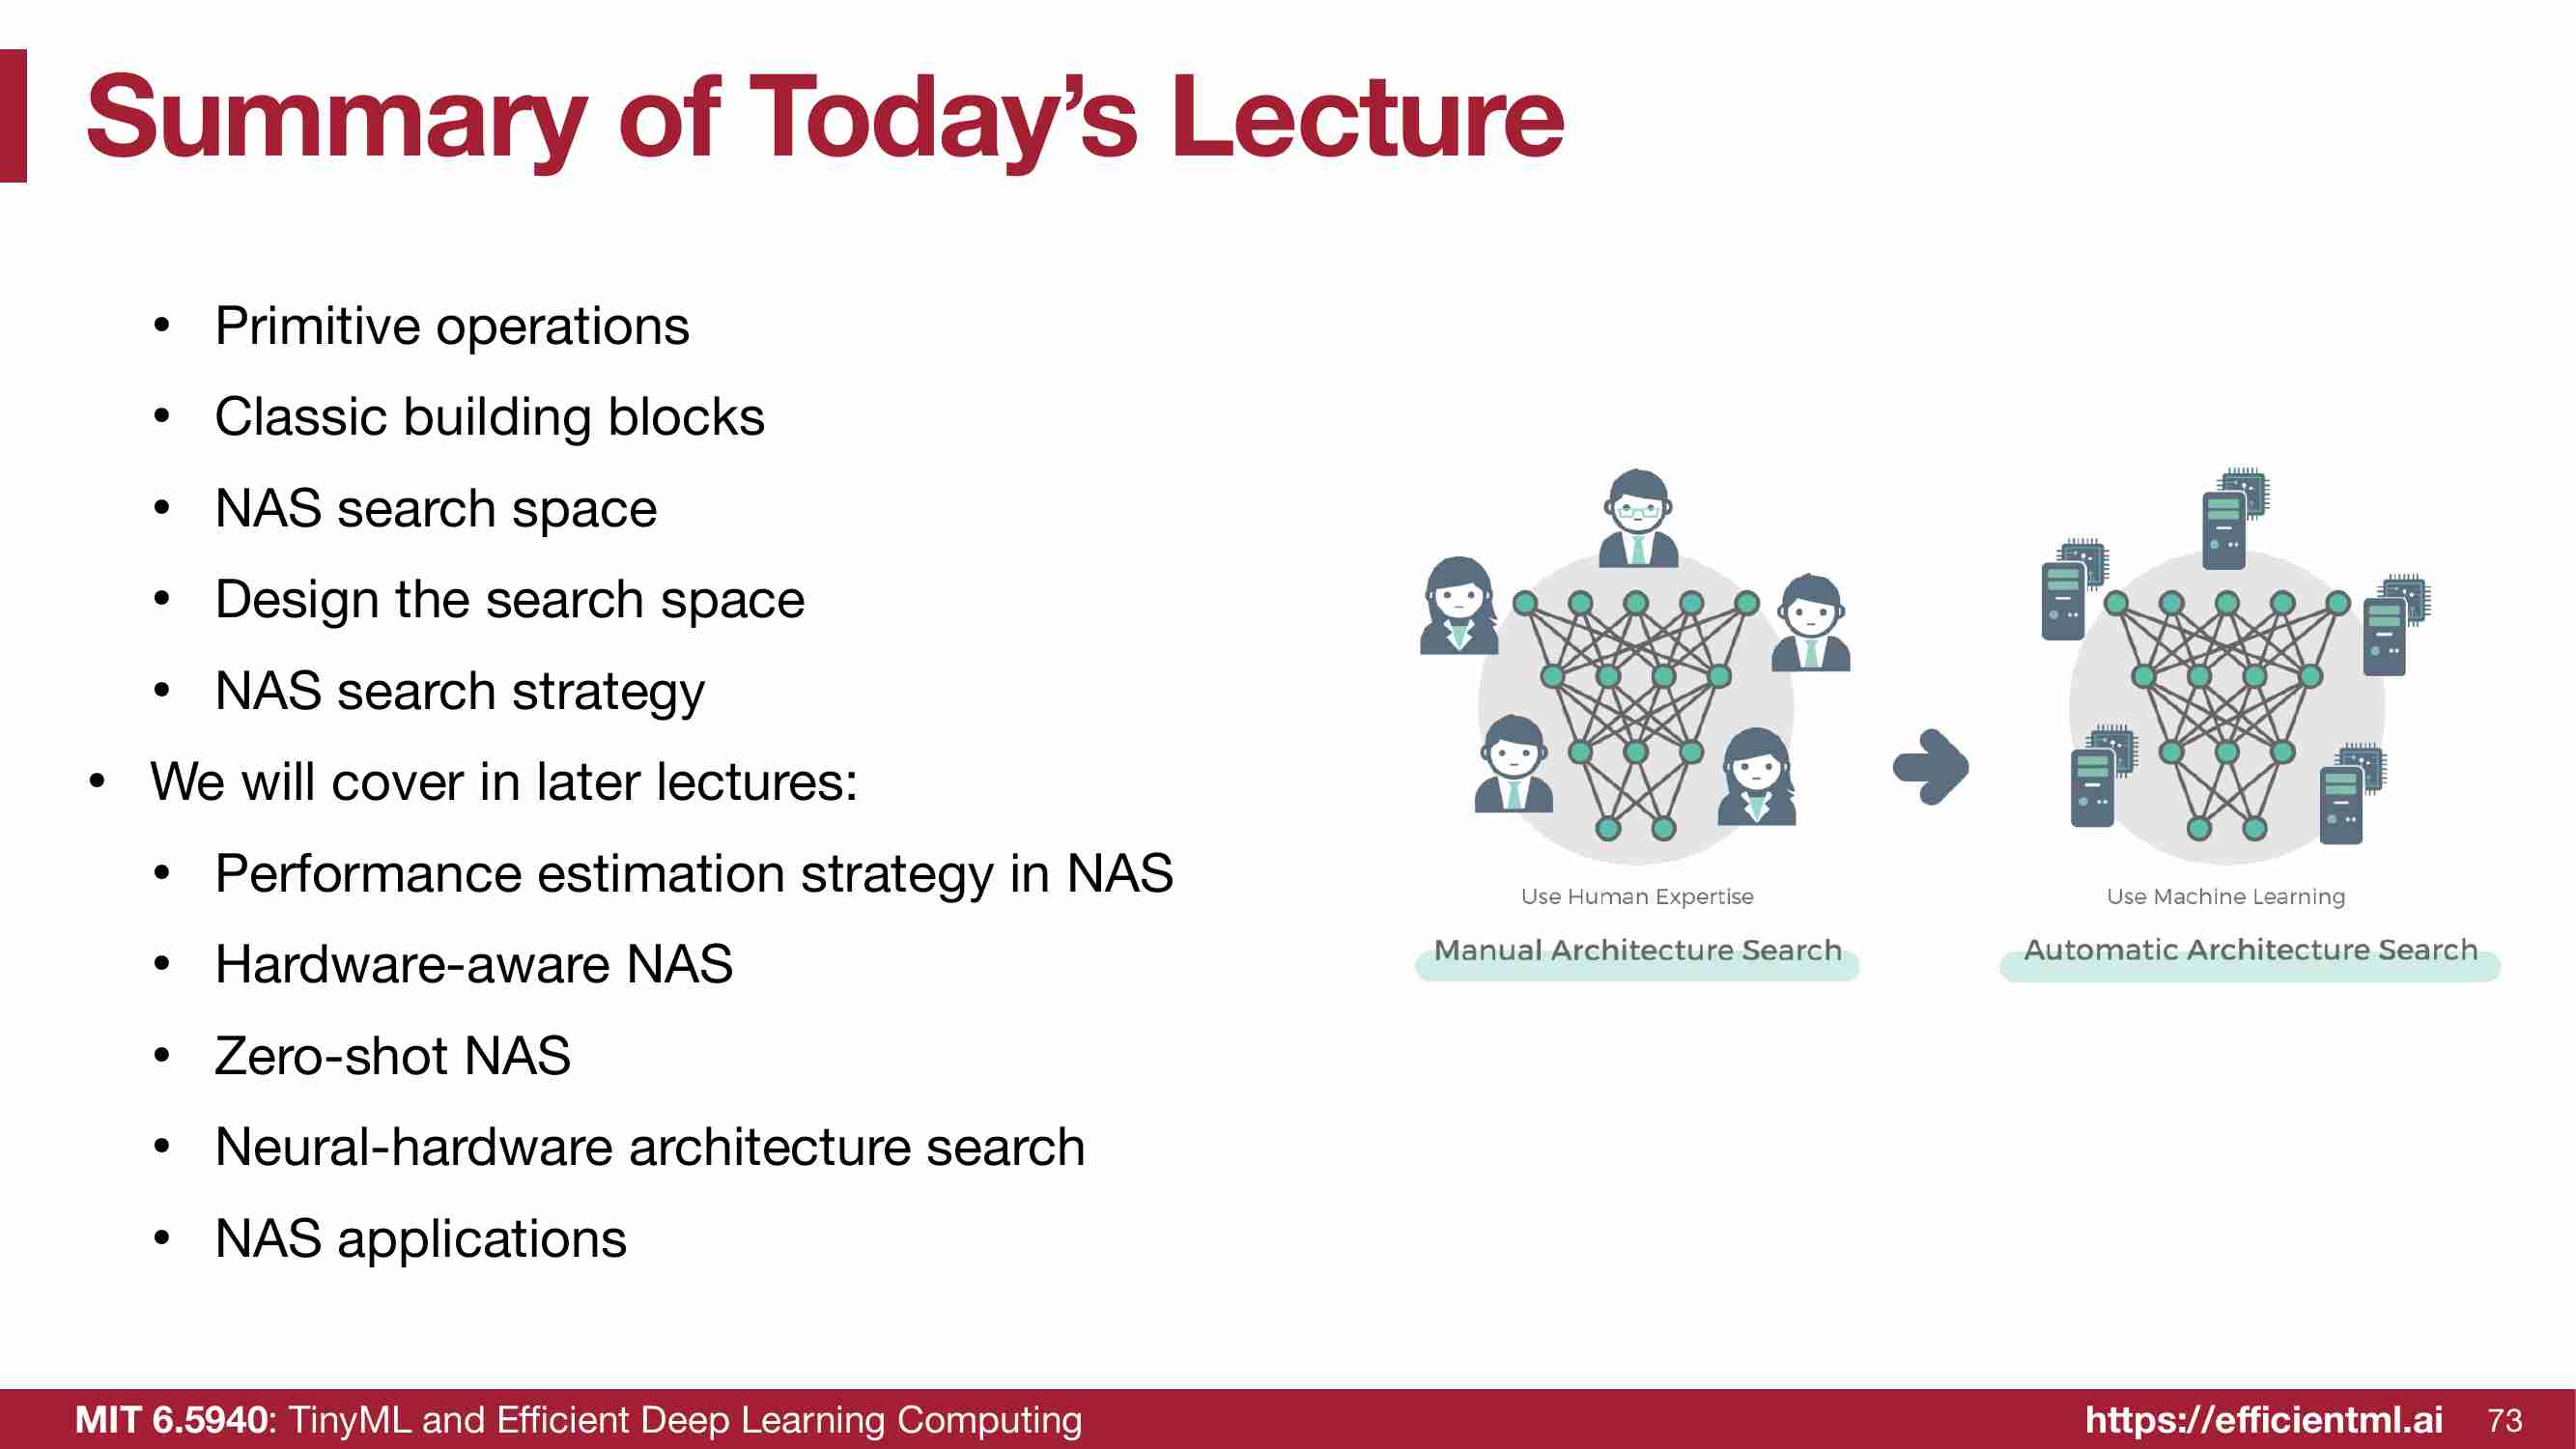 Summary of Today’s Lecture
• Primitive operations
• Classic building blocks
• NAS search space
• Design the search space
• NAS search strategy
• We will cover in later lectures:
• Performance estimation strategy in NAS
• Hardware-aware NAS
• Zero-shot NAS
• Neural-hardware architecture search
• NAS applications
Use Human Expertise
Manual Architecture Search
Use Machine Learning
Automatic Architecture Search
MIT 6.5940: TinyML and Efficient Deep Learning Computing
https://efficientml.ai
73